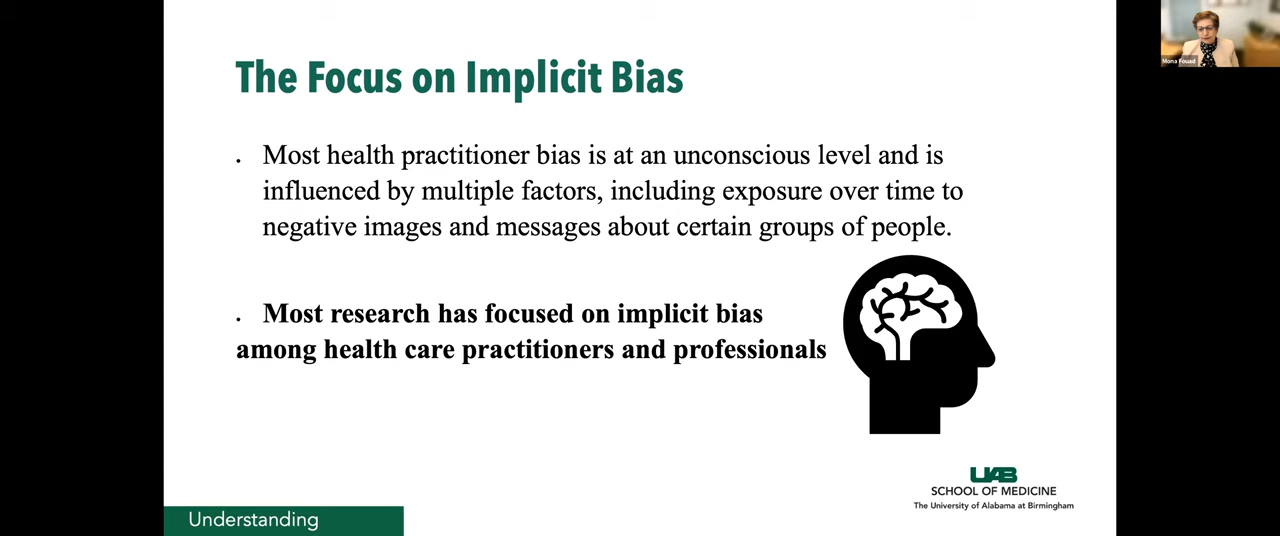 The Focus on Implicit Bias
Mona Fouad
• Most health practitioner bias is at an unconscious level and is
influenced by multiple factors, including exposure over time to
negative images and messages about certain groups of people.
• Most research has focused on implicit bias
among health care practitioners and professionals
UAB
SCHOOL OF MEDICINE
The University of Alabama at Birmingham
Understanding